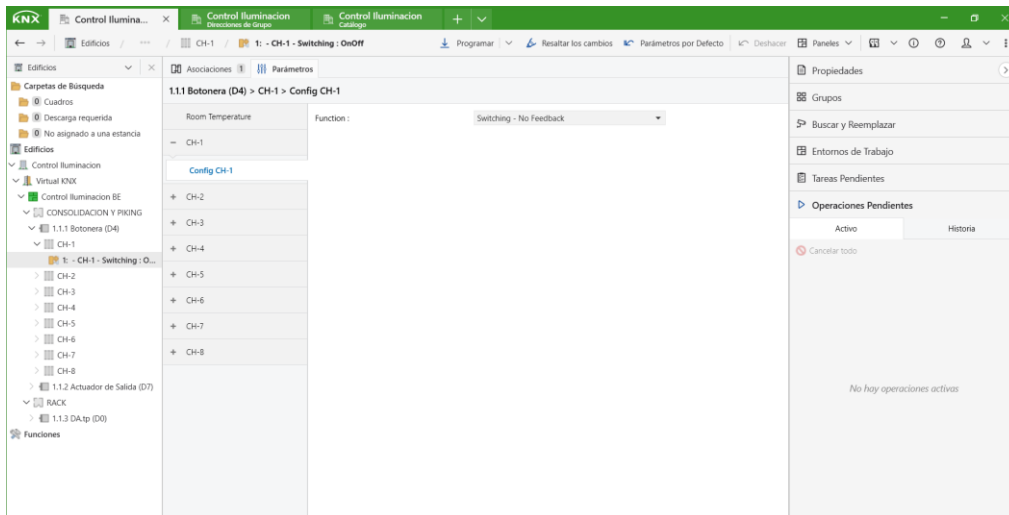 KNX Control Ilumina... × Control Iluminacion Direcciones de Grupo Control Iluminacion Catálogo
Edificios / ... / CH-1 / 1: - CH-1 - Switching : OnOff Programar Resaltar los cambios Parámetros por Defecto Deshacer Paneles
Edificios
Carpetas de Búsqueda
0 Cuadros
0 Descarga requerida
0 No asignado a una estancia
Edificios
Control Iluminacion
Virtual KNX
Control Iluminacion BE
CONSOLIDACION Y PIKING
1.1.1 Botonera (D4)
CH-1
1: - CH-1 - Switching : O...
CH-2
CH-3
CH-4
CH-5
CH-6
CH-7
CH-8
1.1.2 Actuador de Salida (D7)
RACK
1.1.3 DA.tp (D0)
Funciones
Asociaciones 1 Parámetros
1.1.1 Botonera (D4) > CH-1 > Config CH-1
Room Temperature
− CH-1
Config CH-1
+ CH-2
+ CH-3
+ CH-4
+ CH-5
+ CH-6
+ CH-7
+ CH-8
Function : Switching - No Feedback
Propiedades
Grupos
Buscar y Reemplazar
Entornos de Trabajo
Tareas Pendientes
Operaciones Pendientes
Activo Historia
Cancelar todo
No hay operaciones activas